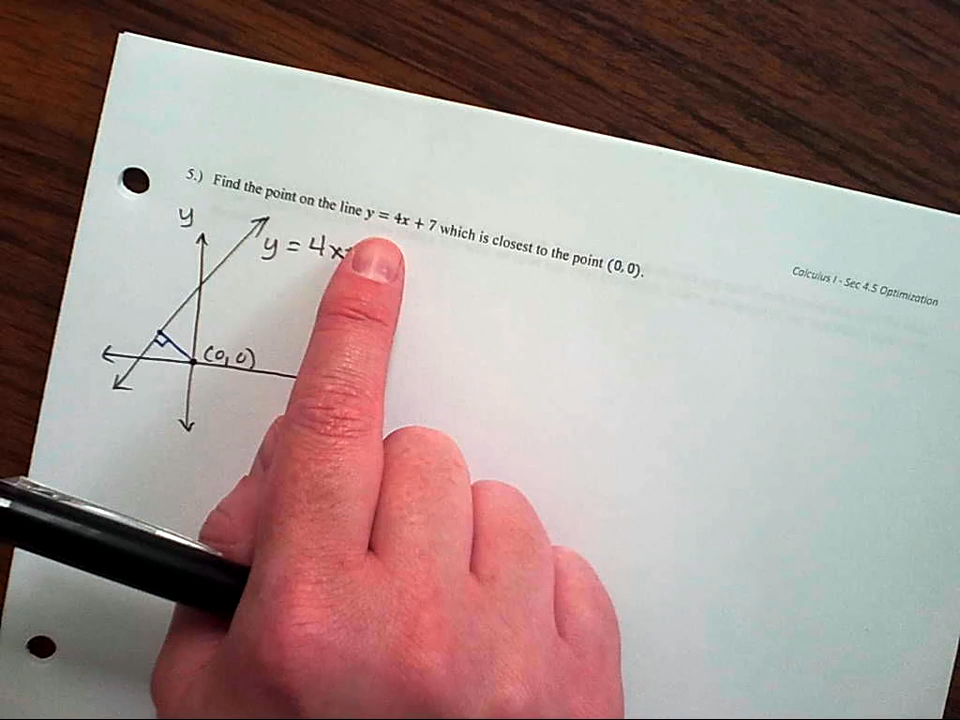 5.) Find the point on the line y = 4x + 7 which is closest to the point (0, 0).
Calculus I - Sec 4.5 Optimization
y
y = 4x
(0,0)